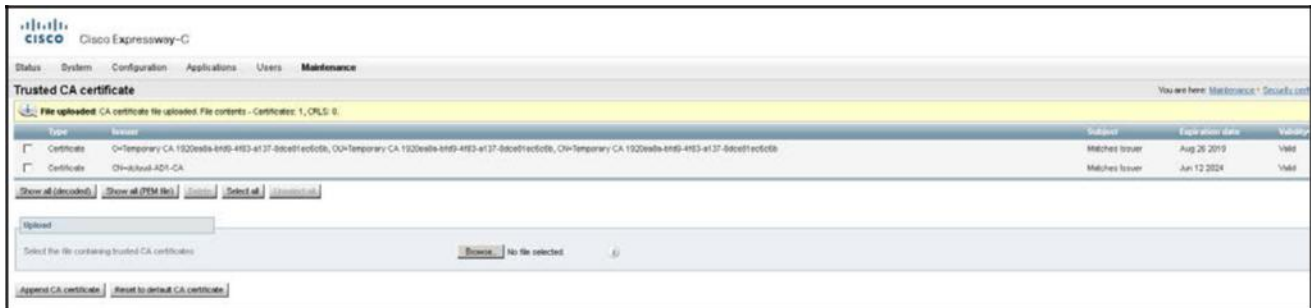 CISCO Cisco Expressway-C
Status System Configuration Applications Users Maintenance
Trusted CA certificate You are here: Maintenance Security cert
File uploaded: CA certificate file uploaded. File contents - Certificates: 1, CRLS: 0.
Type Issuer Subject Expiration date Validity
Certificate Matches Issuer Aug 26 2019 Valid
Certificate Matches Issuer Jun 12 2024 Valid
Show all (decoded) Show all (PEM file) Delete Select all Unselect all
Upload
Select the file containing trusted CA certificates Browse... No file selected.
Append CA certificate Reset to default CA certificate